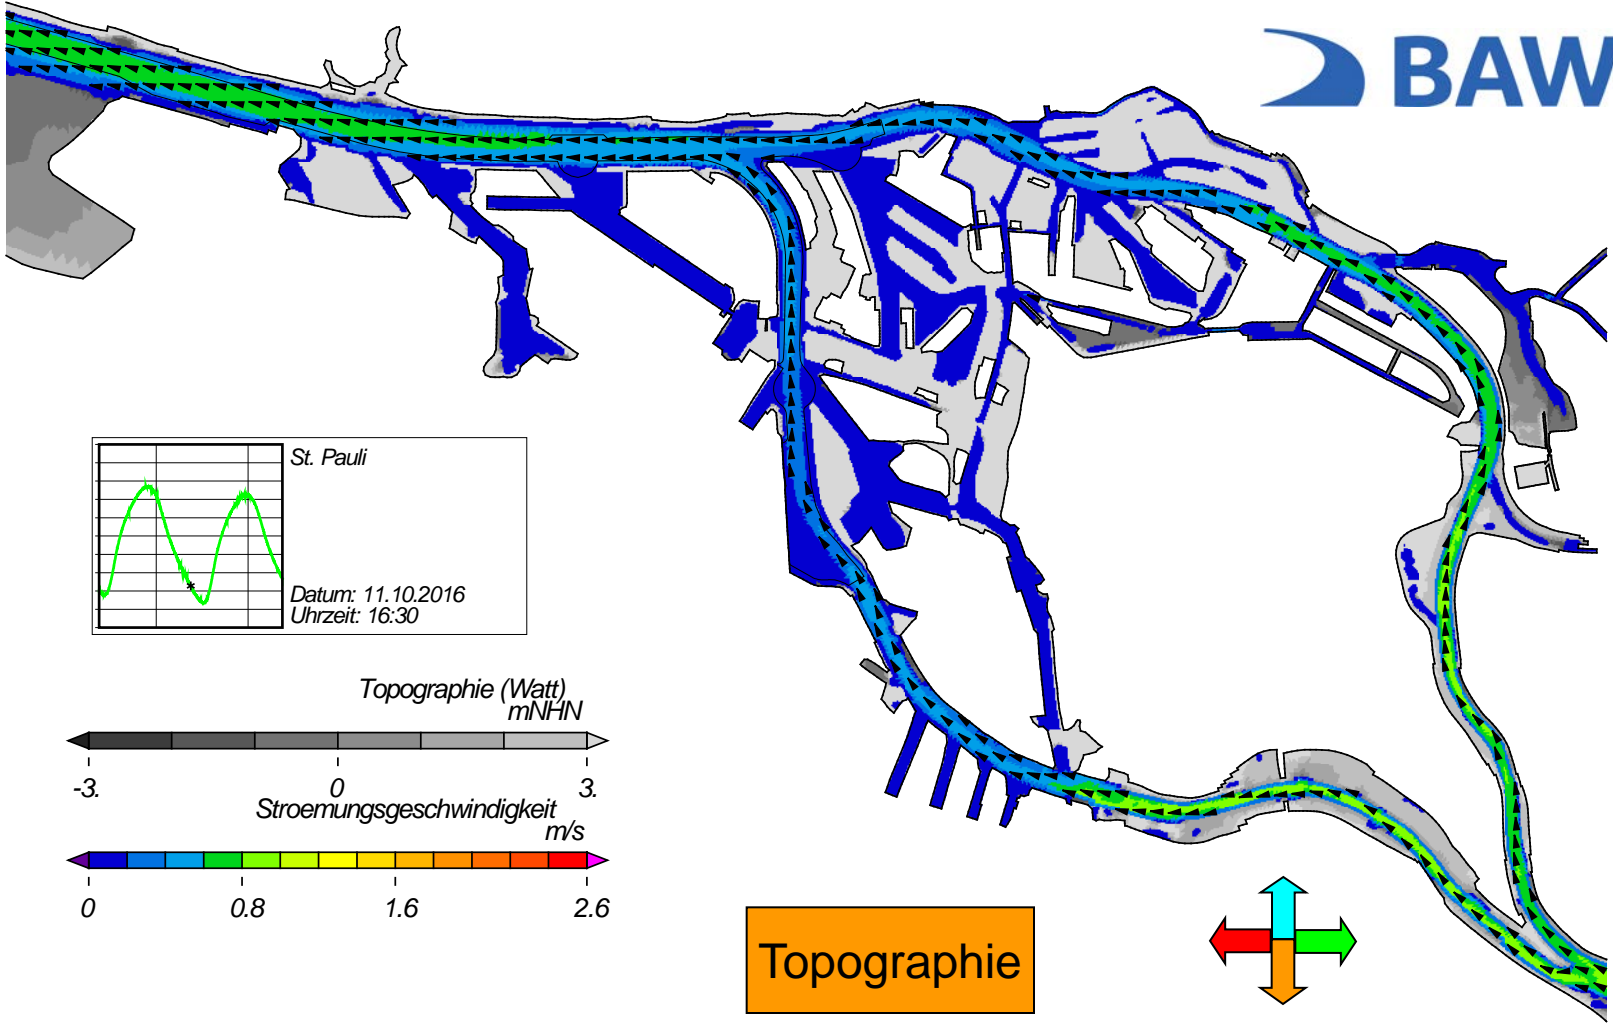 BAW
St. Pauli
Datum: 11.10.2016
Uhrzeit: 16:30
Topographie (Watt)
mNHN
-3. 0 3.
Stroemungsgeschwindigkeit
m/s
0 0.8 1.6 2.6
Topographie